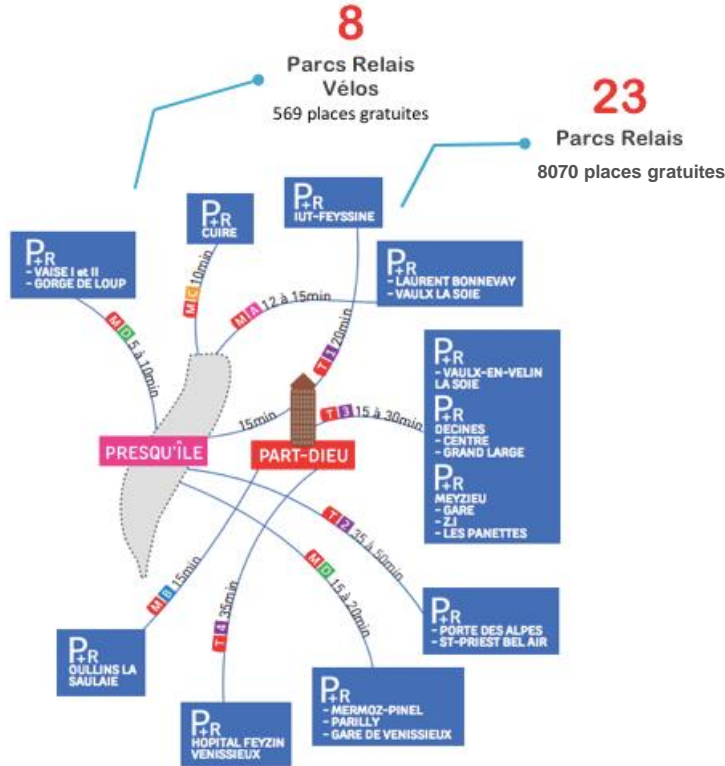 8
Parcs Relais
Vélos
569 places gratuites
23
Parcs Relais
8070 places gratuites
P+R
- VAISE I et II
- GORGE DE LOUP
P+R
CUIRE
P+R
IUT-FEYSSINE
P+R
- LAURENT BONNEVAY
- VAULX LA SOIE
M D 5 à 10min
M C 10min
M A 12 à 15min
T 1 20min
P+R
- VAULX-EN-VELIN
LA SOIE
P+R
DECINES
- CENTRE
- GRAND LARGE
P+R
MEYZIEU
- GARE
- Z.I
- LES PANETTES
15min
T 3 15 à 30min
PRESQU'ÎLE
PART-DIEU
T 2 35 à 50min
M B 15min
T 4 35min
M D 15 à 20min
P+R
- PORTE DES ALPES
- ST-PRIEST BEL AIR
P+R
OULLINS LA
SAULAIE
P+R
HOPITAL FEYZIN
VENISSIEUX
P+R
- MERMOZ-PINEL
- PARILLY
- GARE DE VENISSIEUX